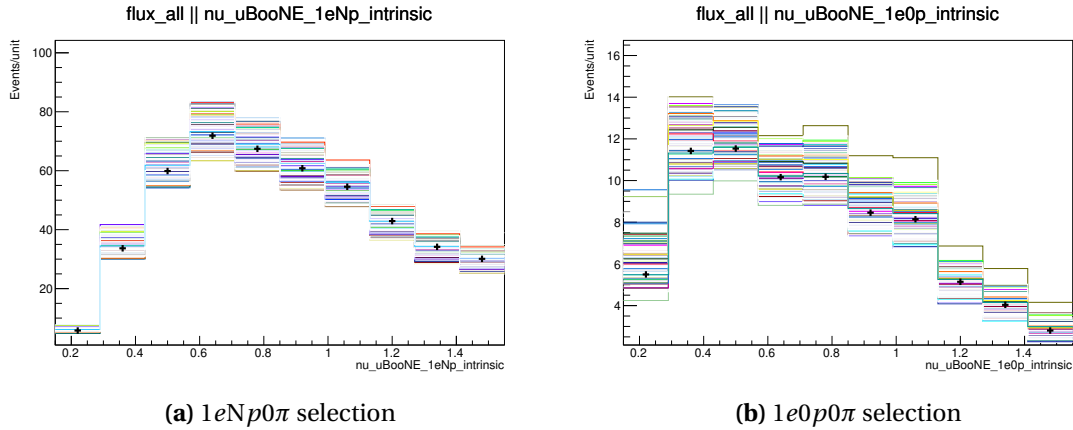 flux_all || nu_uBooNE_1eNp_intrinsic
Events/unit
100
80
60
40
20
0.2 0.4 0.6 0.8 1 1.2 1.4
nu_uBooNE_1eNp_intrinsic
(a) 1eNp0π selection
flux_all || nu_uBooNE_1e0p_intrinsic
Events/unit
16
14
12
10
8
6
4
0.2 0.4 0.6 0.8 1 1.2 1.4
nu_uBooNE_1e0p_intrinsic
(b) 1e0p0π selection